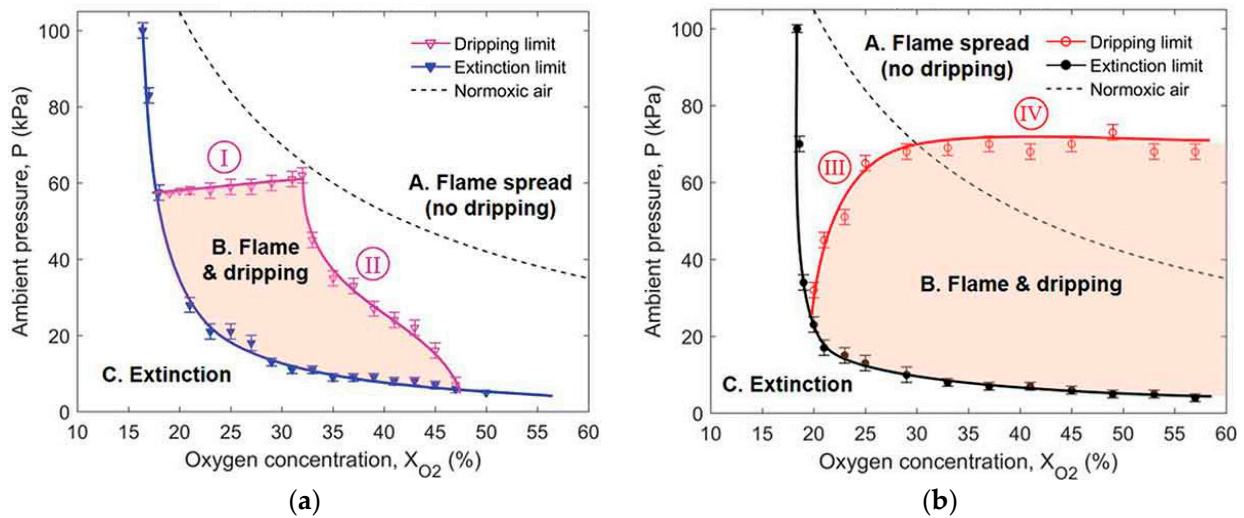 100
80
60
40
20
0
10
15
20
25
30
35
40
45
50
55
60
Ambient pressure, P (kPa)
Oxygen concentration, X_O2 (%)
Dripping limit
Extinction limit
Normoxic air
I
II
A. Flame spread
(no dripping)
B. Flame
& dripping
C. Extinction
(a)
100
80
60
40
20
0
10
15
20
25
30
35
40
45
50
55
60
Ambient pressure, P (kPa)
Oxygen concentration, X_O2 (%)
A. Flame spread
(no dripping)
Dripping limit
Extinction limit
Normoxic air
III
IV
B. Flame & dripping
C. Extinction
(b)